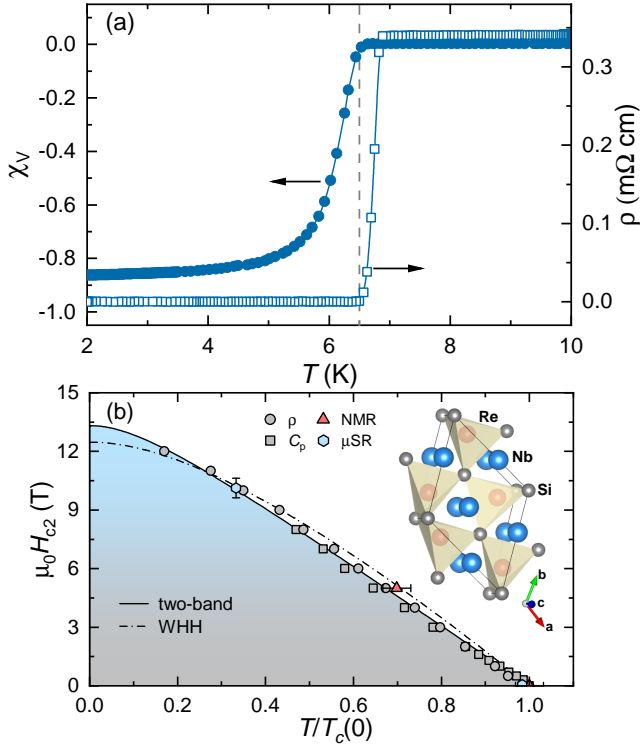 (a)
0.0
-0.2
-0.4
-0.6
-0.8
-1.0
χV
0.3
0.2
0.1
0.0
ρ (mΩ cm)
2 4 6 8 10
T (K)
(b)
15
12
9
6
3
0
μ0Hc2 (T)
ρ NMR
Cp μSR
Re
Nb
Si
b
c
a
two-band
WHH
0.0 0.2 0.4 0.6 0.8 1.0
T/Tc(0)